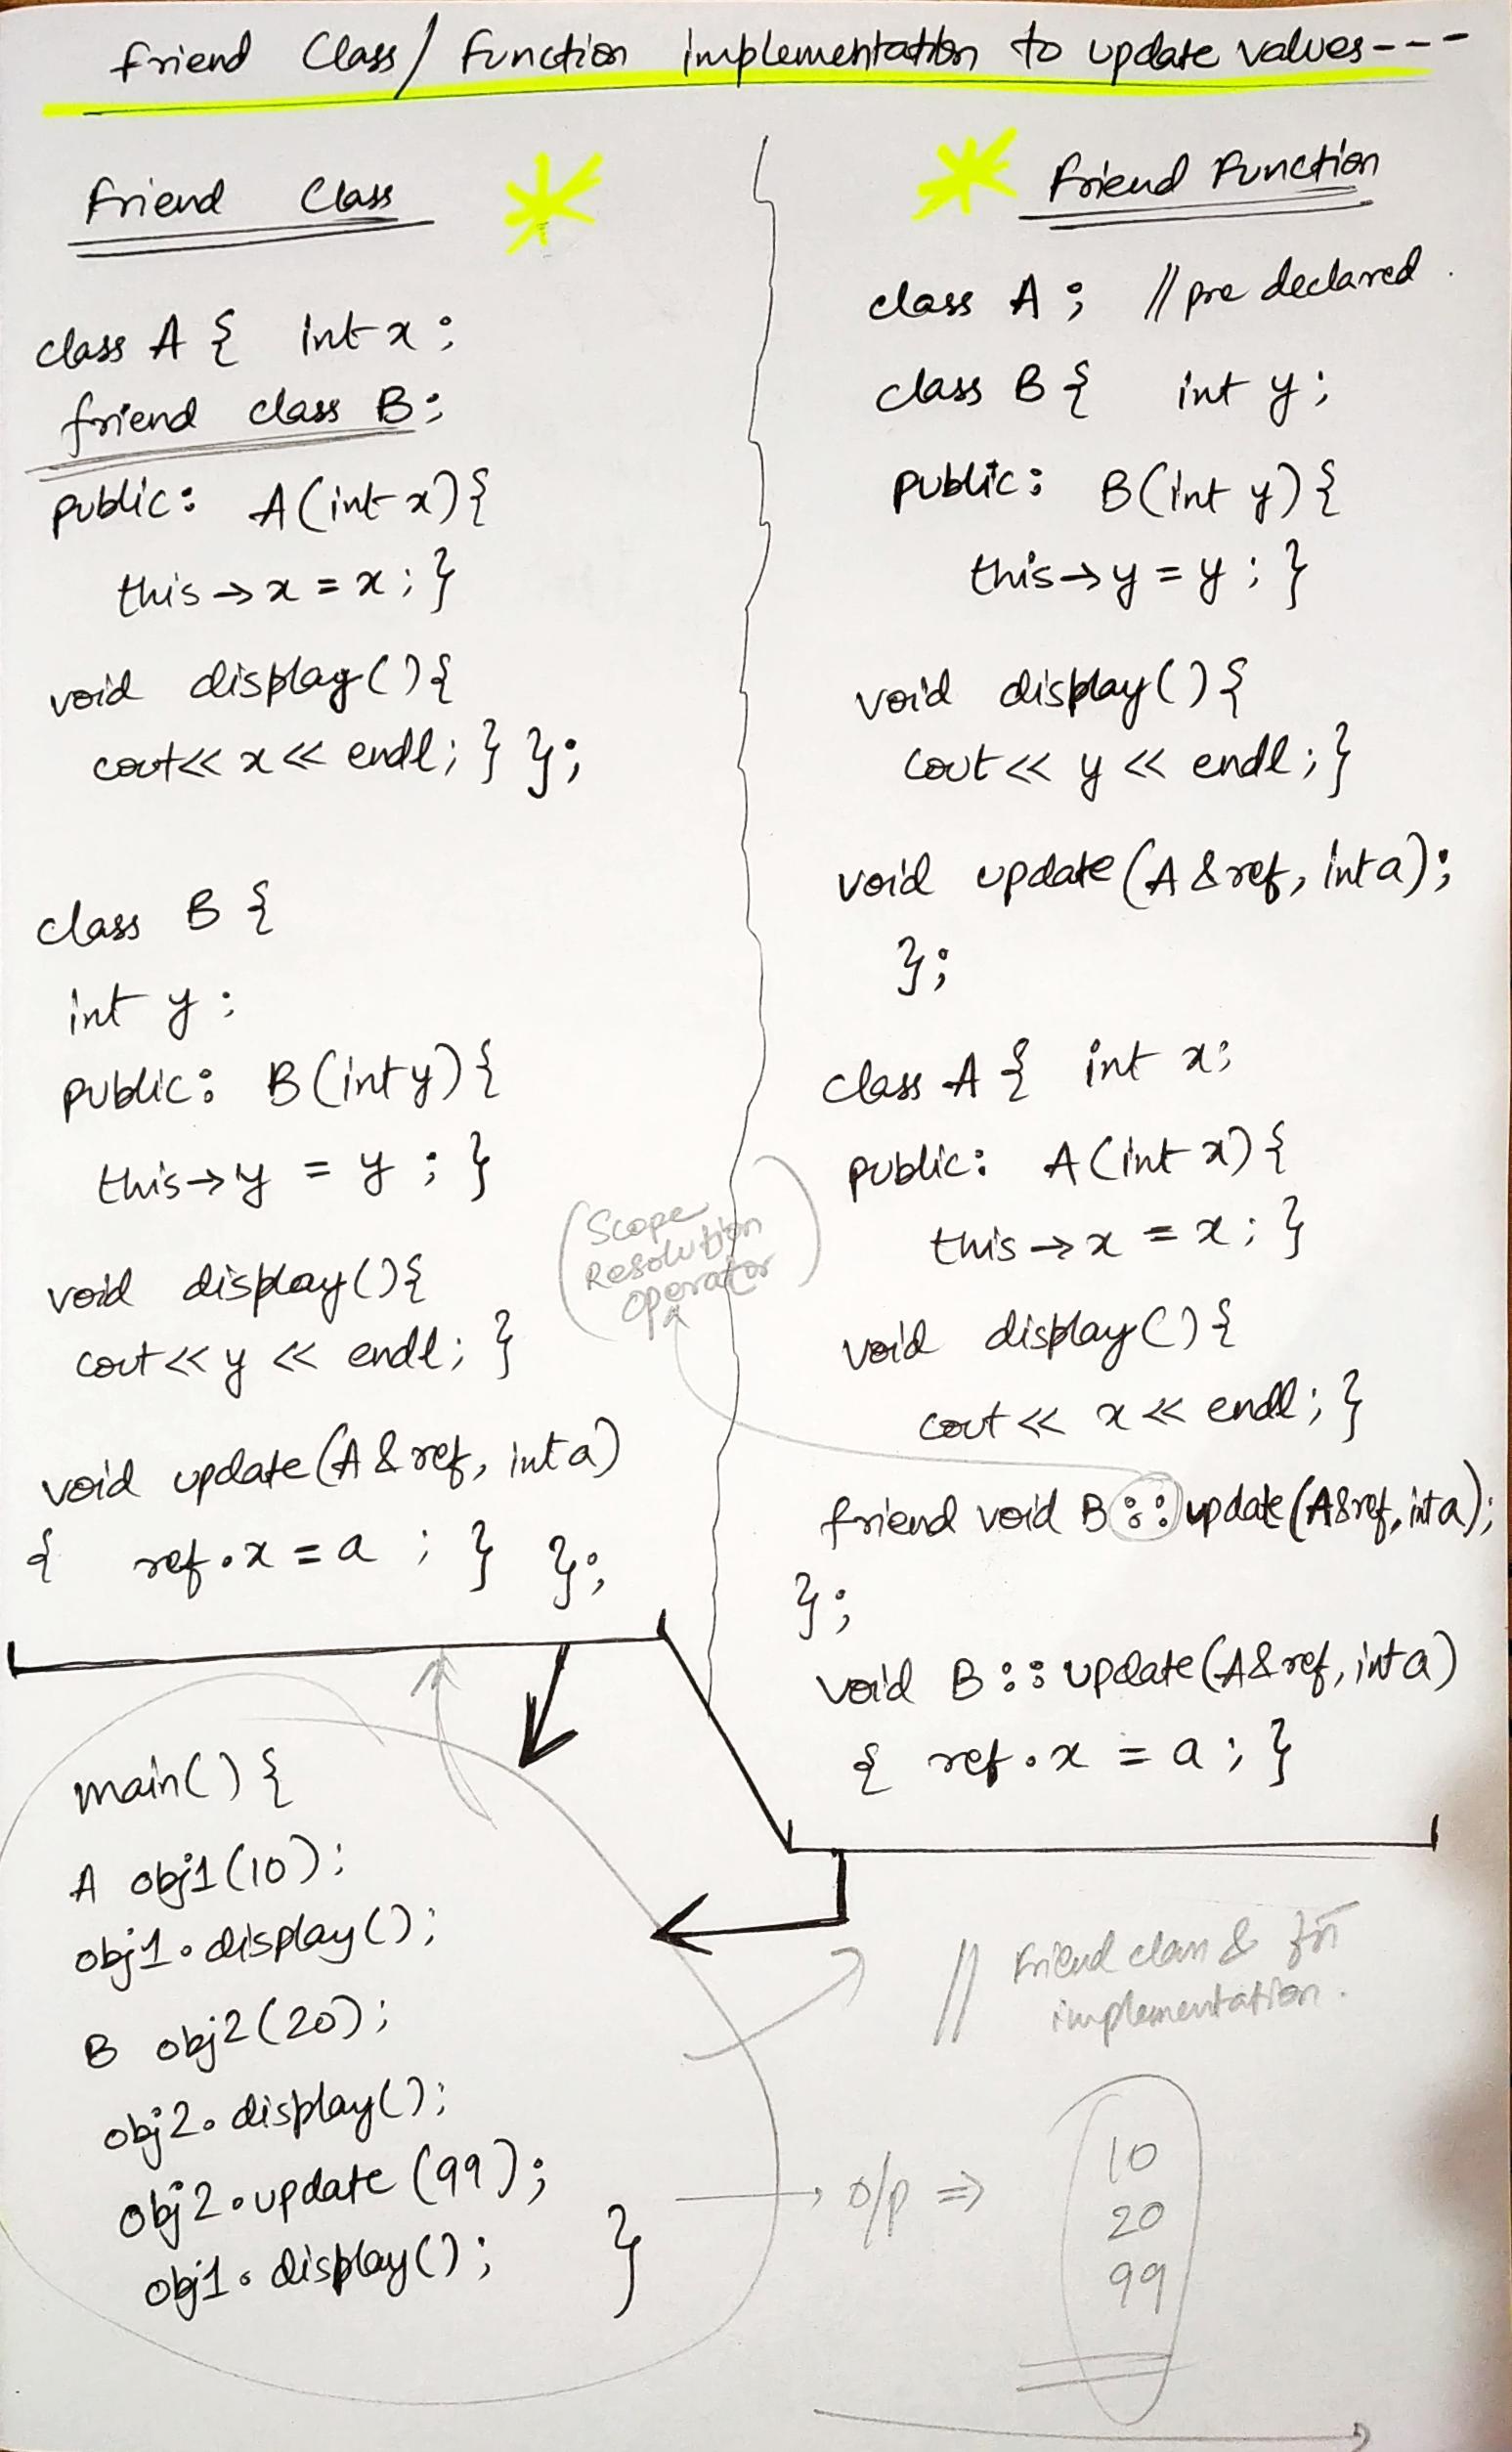 Friend Class / Function implementation to update values---
Friend Class
class A { int x;
friend class B;
public: A(int x){
this→x = x; }
void display(){
cout<< x << endl; } };
class B {
int y;
public: B(int y){
this→y = y; }
void display(){
cout<< y << endl; }
void update(A &ref, int a)
{ ref.x = a ; } };
Friend Function
class A; // pre declared.
class B { int y;
public: B(int y){
this→y = y; }
void display(){
cout << y << endl; }
void update(A &ref, int a);
};
class A { int x;
public: A(int x){
this→x = x; }
void display(){
cout << x << endl; }
friend void B::update(A&ref, int a);
};
void B::update(A&ref, int a)
{ ref.x = a; }
(Scope
Resolution
operator)
main(){
A obj1(10);
obj1.display();
B obj2(20);
obj2.display();
obj2.update(99);
obj1.display(); }
// Friend class & fn
implementation.
o/p ⇒
10
20
99